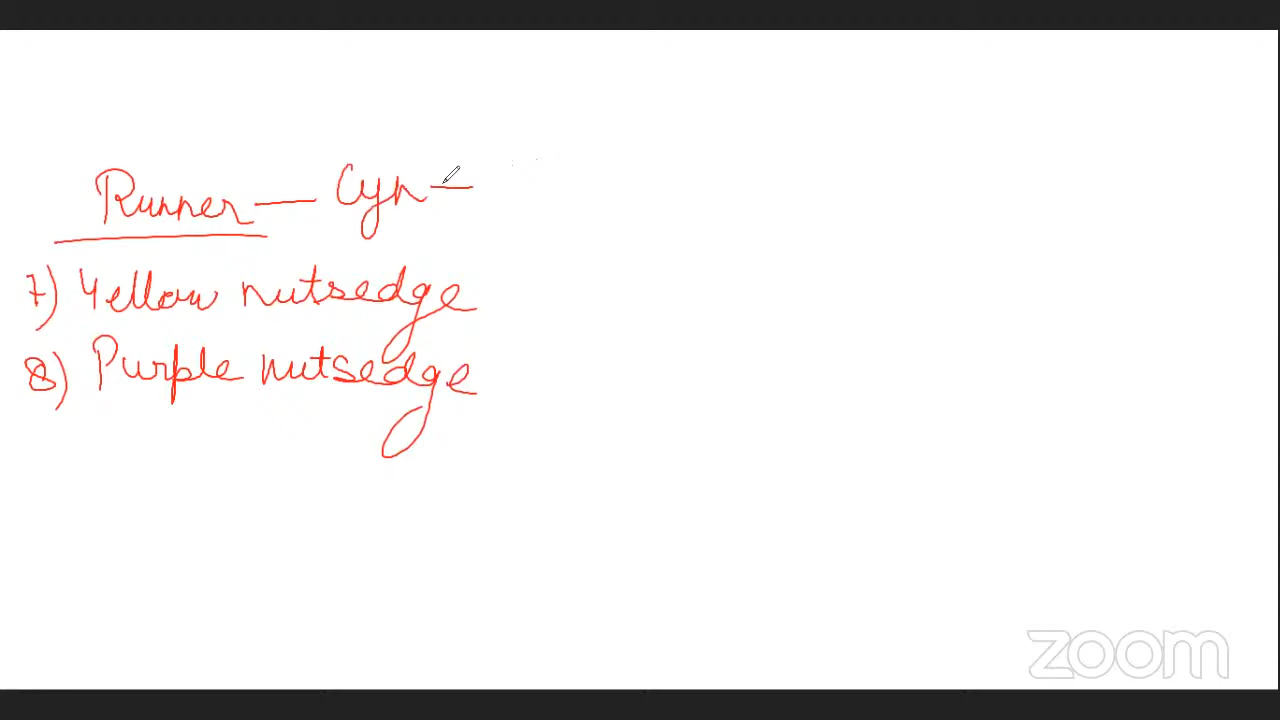 Runner — Cyn —
7) Yellow nutsedge
8) Purple nutsedge
zoom